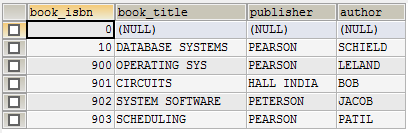 book_isbn book_title publisher author
0 (NULL) (NULL) (NULL)
10 DATABASE SYSTEMS PEARSON SCHIELD
900 OPERATING SYS PEARSON LELAND
901 CIRCUITS HALL INDIA BOB
902 SYSTEM SOFTWARE PETERSON JACOB
903 SCHEDULING PEARSON PATIL